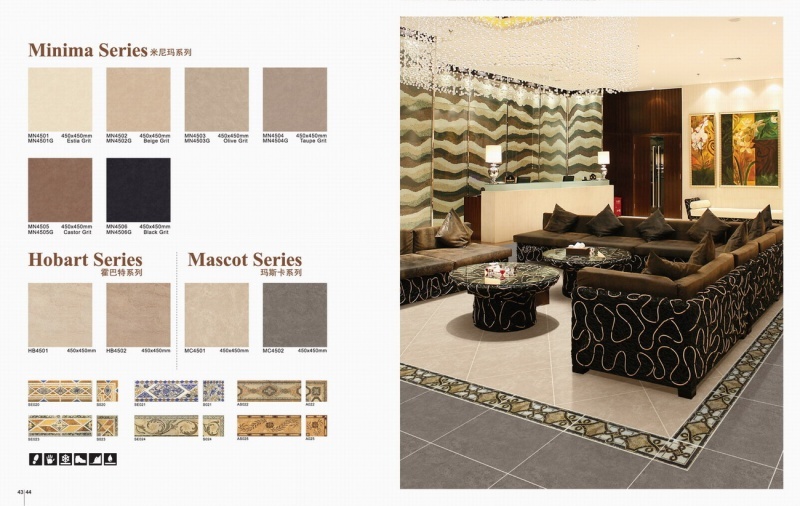 Minima Series 米尼玛系列
MN4501 450x450mm
MN4501G Estia Grit
MN4502 450x450mm
MN4502G Beige Grit
MN4503 450x450mm
MN4503G Olive Grit
MN4504 450x450mm
MN4504G Taupe Grit
MN4505 450x450mm
MN4505G Castor Grit
MN4506 450x450mm
MN4506G Black Grit
Hobart Series
霍巴特系列
Mascot Series
玛斯卡系列
HB4501 450x450mm
HB4502 450x450mm
MC4501 450x450mm
MC4502 450x450mm
43 44